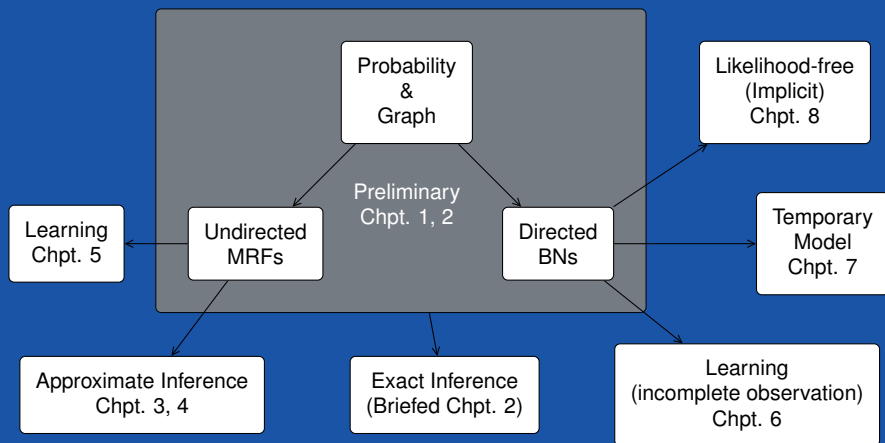 Probability
&
Graph
Likelihood-free
(Implicit)
Chpt. 8
Preliminary
Chpt. 1, 2
Learning
Chpt. 5
Undirected
MRFs
Directed
BNs
Temporary
Model
Chpt. 7
Approximate Inference
Chpt. 3, 4
Exact Inference
(Briefed Chpt. 2)
Learning
(incomplete observation)
Chpt. 6